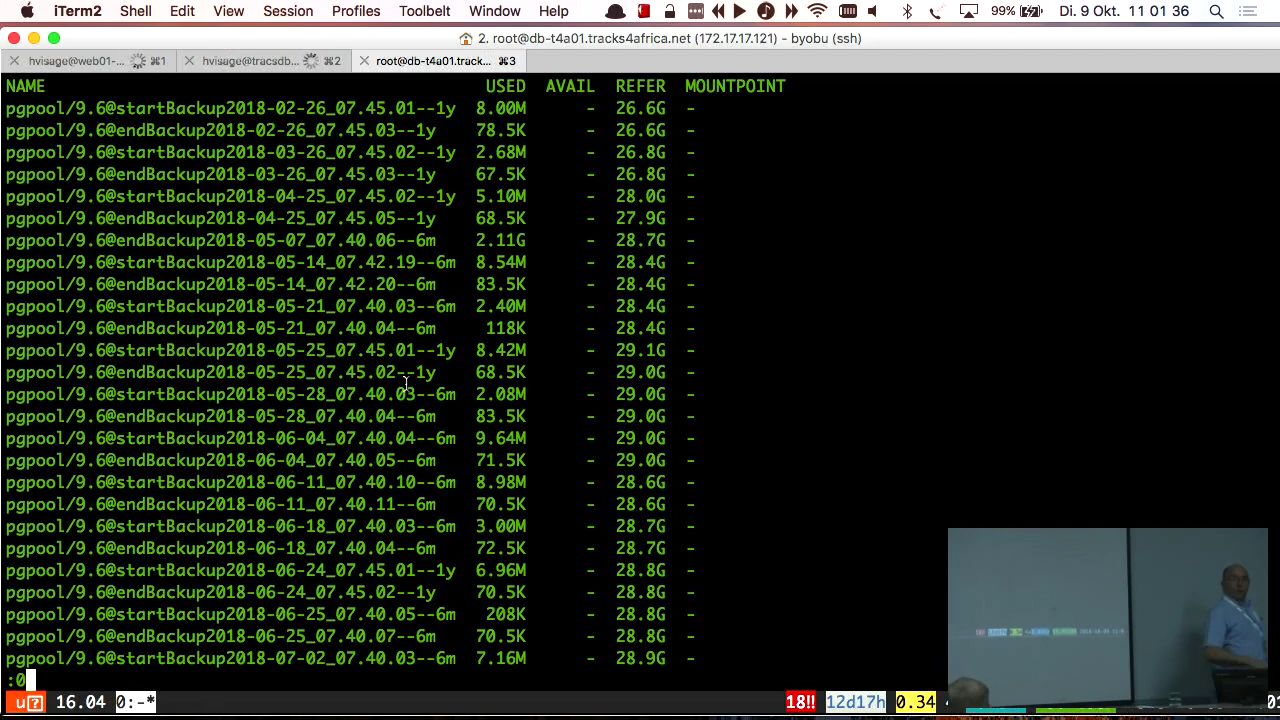 iTerm2 Shell Edit View Session Profiles Toolbelt Window Help 99% Di. 9 Okt. 11 01 36
2. root@db-t4a01.tracks4africa.net (172.17.17.121) - byobu (ssh)
hvisage@web01-... ⌘1 hvisage@tracsdb... ⌘2 root@db-t4a01.track... ⌘3
NAME USED AVAIL REFER MOUNTPOINT
pgpool/9.6@startBackup2018-02-26_07.45.01--1y 8.00M - 26.6G -
pgpool/9.6@endBackup2018-02-26_07.45.03--1y 78.5K - 26.6G -
pgpool/9.6@startBackup2018-03-26_07.45.02--1y 2.68M - 26.8G -
pgpool/9.6@endBackup2018-03-26_07.45.03--1y 67.5K - 26.8G -
pgpool/9.6@startBackup2018-04-25_07.45.02--1y 5.10M - 28.0G -
pgpool/9.6@endBackup2018-04-25_07.45.05--1y 68.5K - 27.9G -
pgpool/9.6@endBackup2018-05-07_07.40.06--6m 2.11G - 28.7G -
pgpool/9.6@startBackup2018-05-14_07.42.19--6m 8.54M - 28.4G -
pgpool/9.6@endBackup2018-05-14_07.42.20--6m 83.5K - 28.4G -
pgpool/9.6@startBackup2018-05-21_07.40.03--6m 2.40M - 28.4G -
pgpool/9.6@endBackup2018-05-21_07.40.04--6m 118K - 28.4G -
pgpool/9.6@startBackup2018-05-25_07.45.01--1y 8.42M - 29.1G -
pgpool/9.6@endBackup2018-05-25_07.45.02--1y 68.5K - 29.0G -
pgpool/9.6@startBackup2018-05-28_07.40.03--6m 2.08M - 29.0G -
pgpool/9.6@endBackup2018-05-28_07.40.04--6m 83.5K - 29.0G -
pgpool/9.6@startBackup2018-06-04_07.40.04--6m 9.64M - 29.0G -
pgpool/9.6@endBackup2018-06-04_07.40.05--6m 71.5K - 29.0G -
pgpool/9.6@startBackup2018-06-11_07.40.10--6m 8.98M - 28.6G -
pgpool/9.6@endBackup2018-06-11_07.40.11--6m 70.5K - 28.6G -
pgpool/9.6@startBackup2018-06-18_07.40.03--6m 3.00M - 28.7G -
pgpool/9.6@endBackup2018-06-18_07.40.04--6m 72.5K - 28.7G -
pgpool/9.6@startBackup2018-06-24_07.45.01--1y 6.96M - 28.8G -
pgpool/9.6@endBackup2018-06-24_07.45.02--1y 70.5K - 28.8G -
pgpool/9.6@startBackup2018-06-25_07.40.05--6m 208K - 28.8G -
pgpool/9.6@endBackup2018-06-25_07.40.07--6m 70.5K - 28.8G -
pgpool/9.6@startBackup2018-07-02_07.40.03--6m 7.16M - 28.9G -
:0
u 16.04 0:-* 18!! 12d17h 0.34